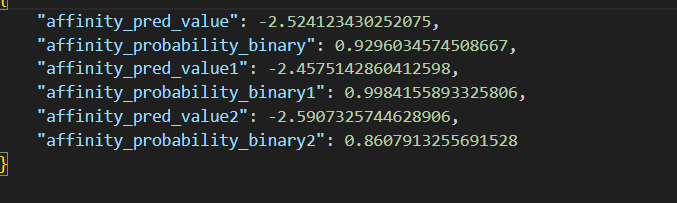 {
"affinity_pred_value": -2.524123430252075,
"affinity_probability_binary": 0.9296034574508667,
"affinity_pred_value1": -2.4575142860412598,
"affinity_probability_binary1": 0.9984155893325806,
"affinity_pred_value2": -2.5907325744628906,
"affinity_probability_binary2": 0.8607913255691528
}